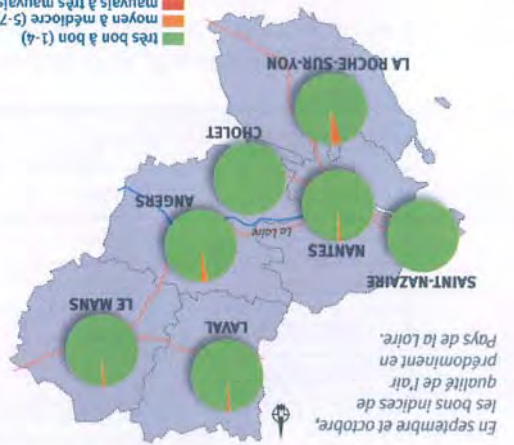 En septembre et octobre,
les bons indices de
qualité de l'air
prédominent en
Pays de la Loire.
N
LAVAL
LE MANS
SAINT-NAZAIRE
NANTES
La Loire
ANGERS
CHOLET
LA ROCHE-SUR-YON
très bon à bon (1-4)
moyen à médiocre (5-7
mauvais à très mauvais